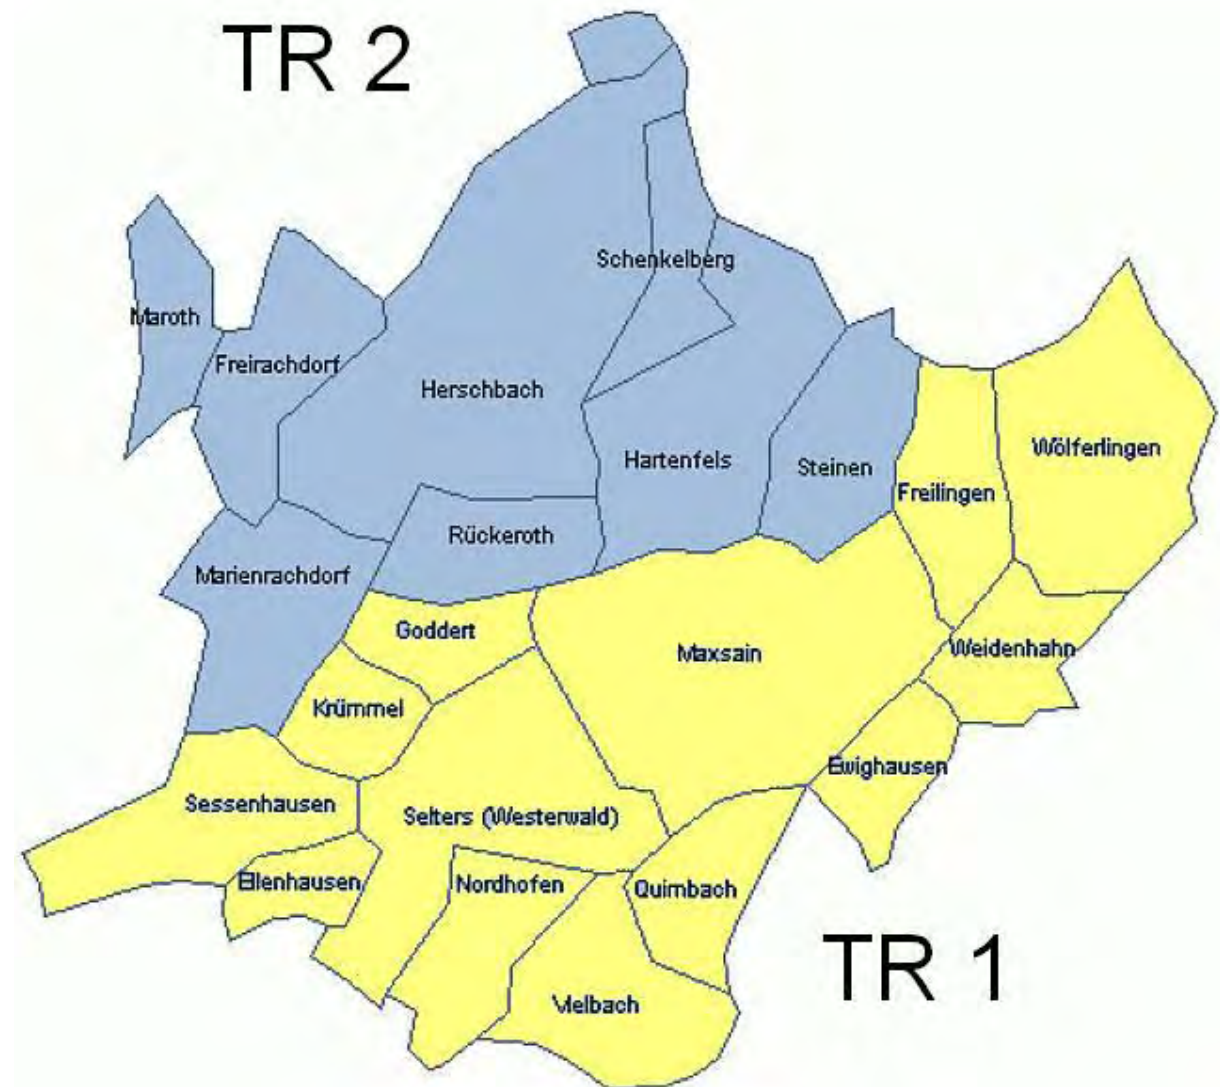 TR 2
Schenkelberg
Maroth
Freirachdorf
Herschbach
Hartenfels
Steinen
Wölferlingen
Freilingen
Rückeroth
Marienrachdorf
Goddert
Maxsain
Weidenhahn
Krümmel
Ewighausen
Sessenhausen
Selters (Westerwald)
Ellenhausen
Nordhofen
Quirnbach
TR 1
Vielbach